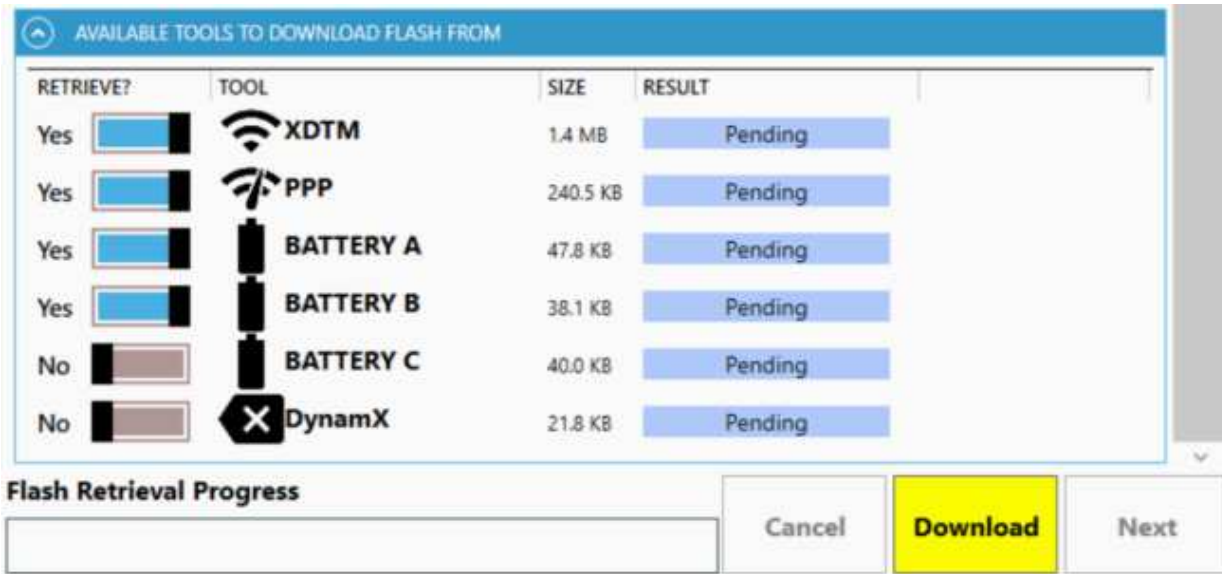 AVAILABLE TOOLS TO DOWNLOAD FLASH FROM
RETRIEVE? TOOL SIZE RESULT
Yes XDTM 1.4 MB Pending
Yes PPP 240.5 KB Pending
Yes BATTERY A 47.8 KB Pending
Yes BATTERY B 38.1 KB Pending
No BATTERY C 40.0 KB Pending
No DynamX 21.8 KB Pending
Flash Retrieval Progress
Cancel Download Next